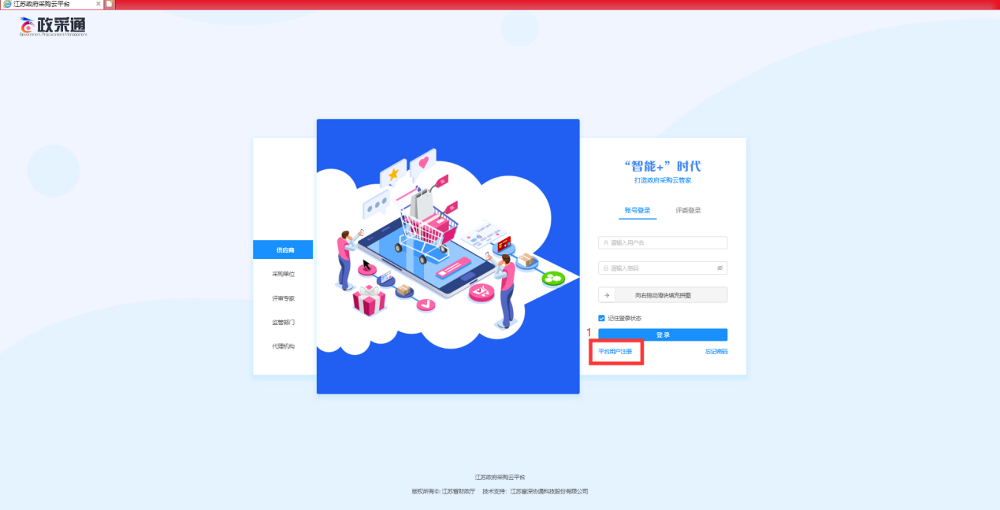 江苏政府采购云平台
政采通
Government Procurement Management
“智能+”时代
打造政府采购云管家
账号登录 评委登录
供应商
采购单位
评审专家
监管部门
代理机构
请输入用户名
请输入密码
向右拖动滑块填充拼图
记住登录状态
1
登 录
平台用户注册 忘记密码
江苏政府采购云平台
版权所有©: 江苏省财政厅 技术支持: 江苏富深协通科技股份有限公司